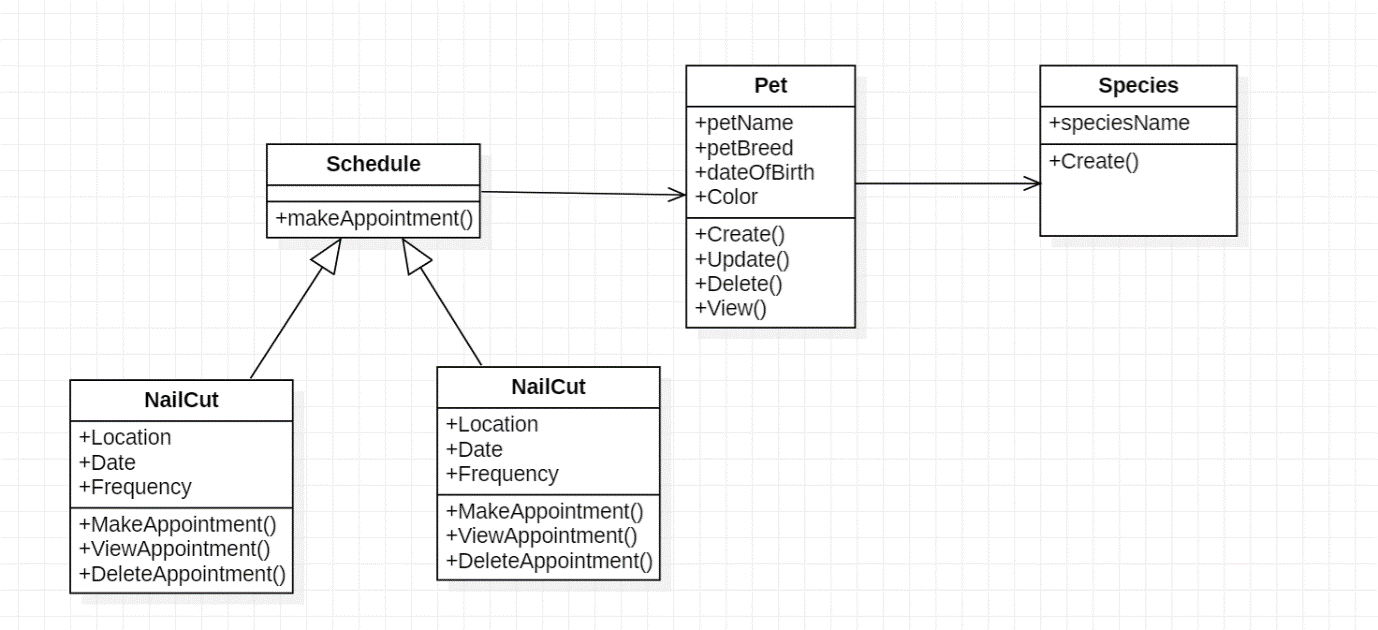 Schedule
+makeAppointment()
Pet
+petName
+petBreed
+dateOfBirth
+Color
+Create()
+Update()
+Delete()
+View()
Species
+speciesName
+Create()
NailCut
+Location
+Date
+Frequency
+MakeAppointment()
+ViewAppointment()
+DeleteAppointment()
NailCut
+Location
+Date
+Frequency
+MakeAppointment()
+ViewAppointment()
+DeleteAppointment()